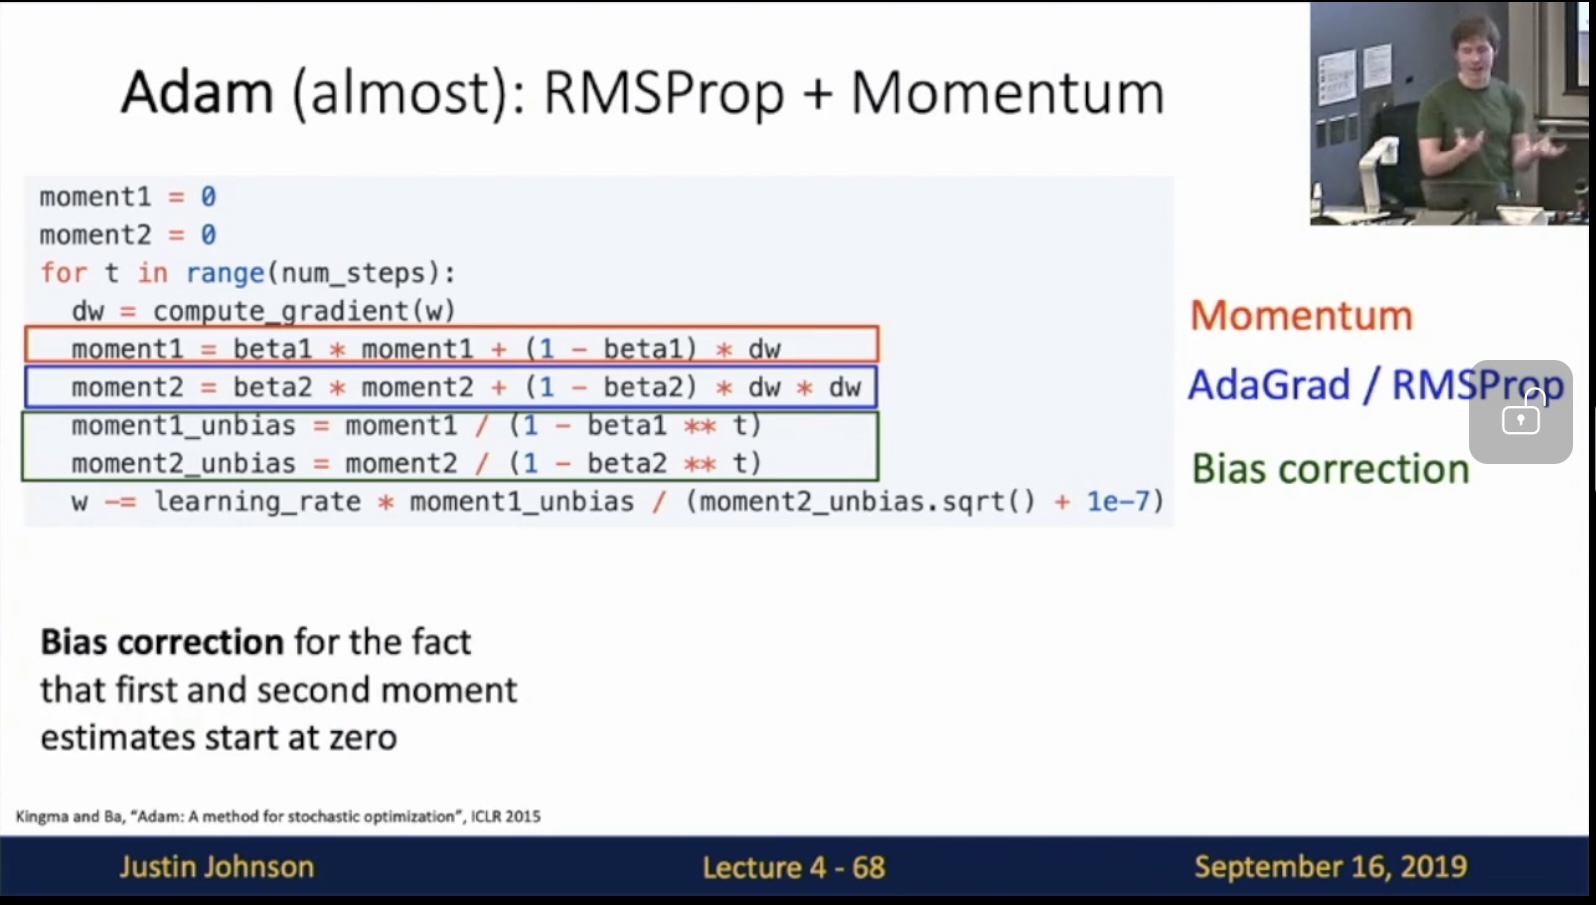 Adam (almost): RMSProp + Momentum
moment1 = 0
moment2 = 0
for t in range(num_steps):
dw = compute_gradient(w)
moment1 = beta1 * moment1 + (1 - beta1) * dw
moment2 = beta2 * moment2 + (1 - beta2) * dw * dw
moment1_unbias = moment1 / (1 - beta1 ** t)
moment2_unbias = moment2 / (1 - beta2 ** t)
w -= learning_rate * moment1_unbias / (moment2_unbias.sqrt() + 1e-7)
Momentum
AdaGrad / RMSProp
Bias correction
Bias correction for the fact
that first and second moment
estimates start at zero
Kingma and Ba, “Adam: A method for stochastic optimization”, ICLR 2015
Justin Johnson
Lecture 4 - 68
September 16, 2019